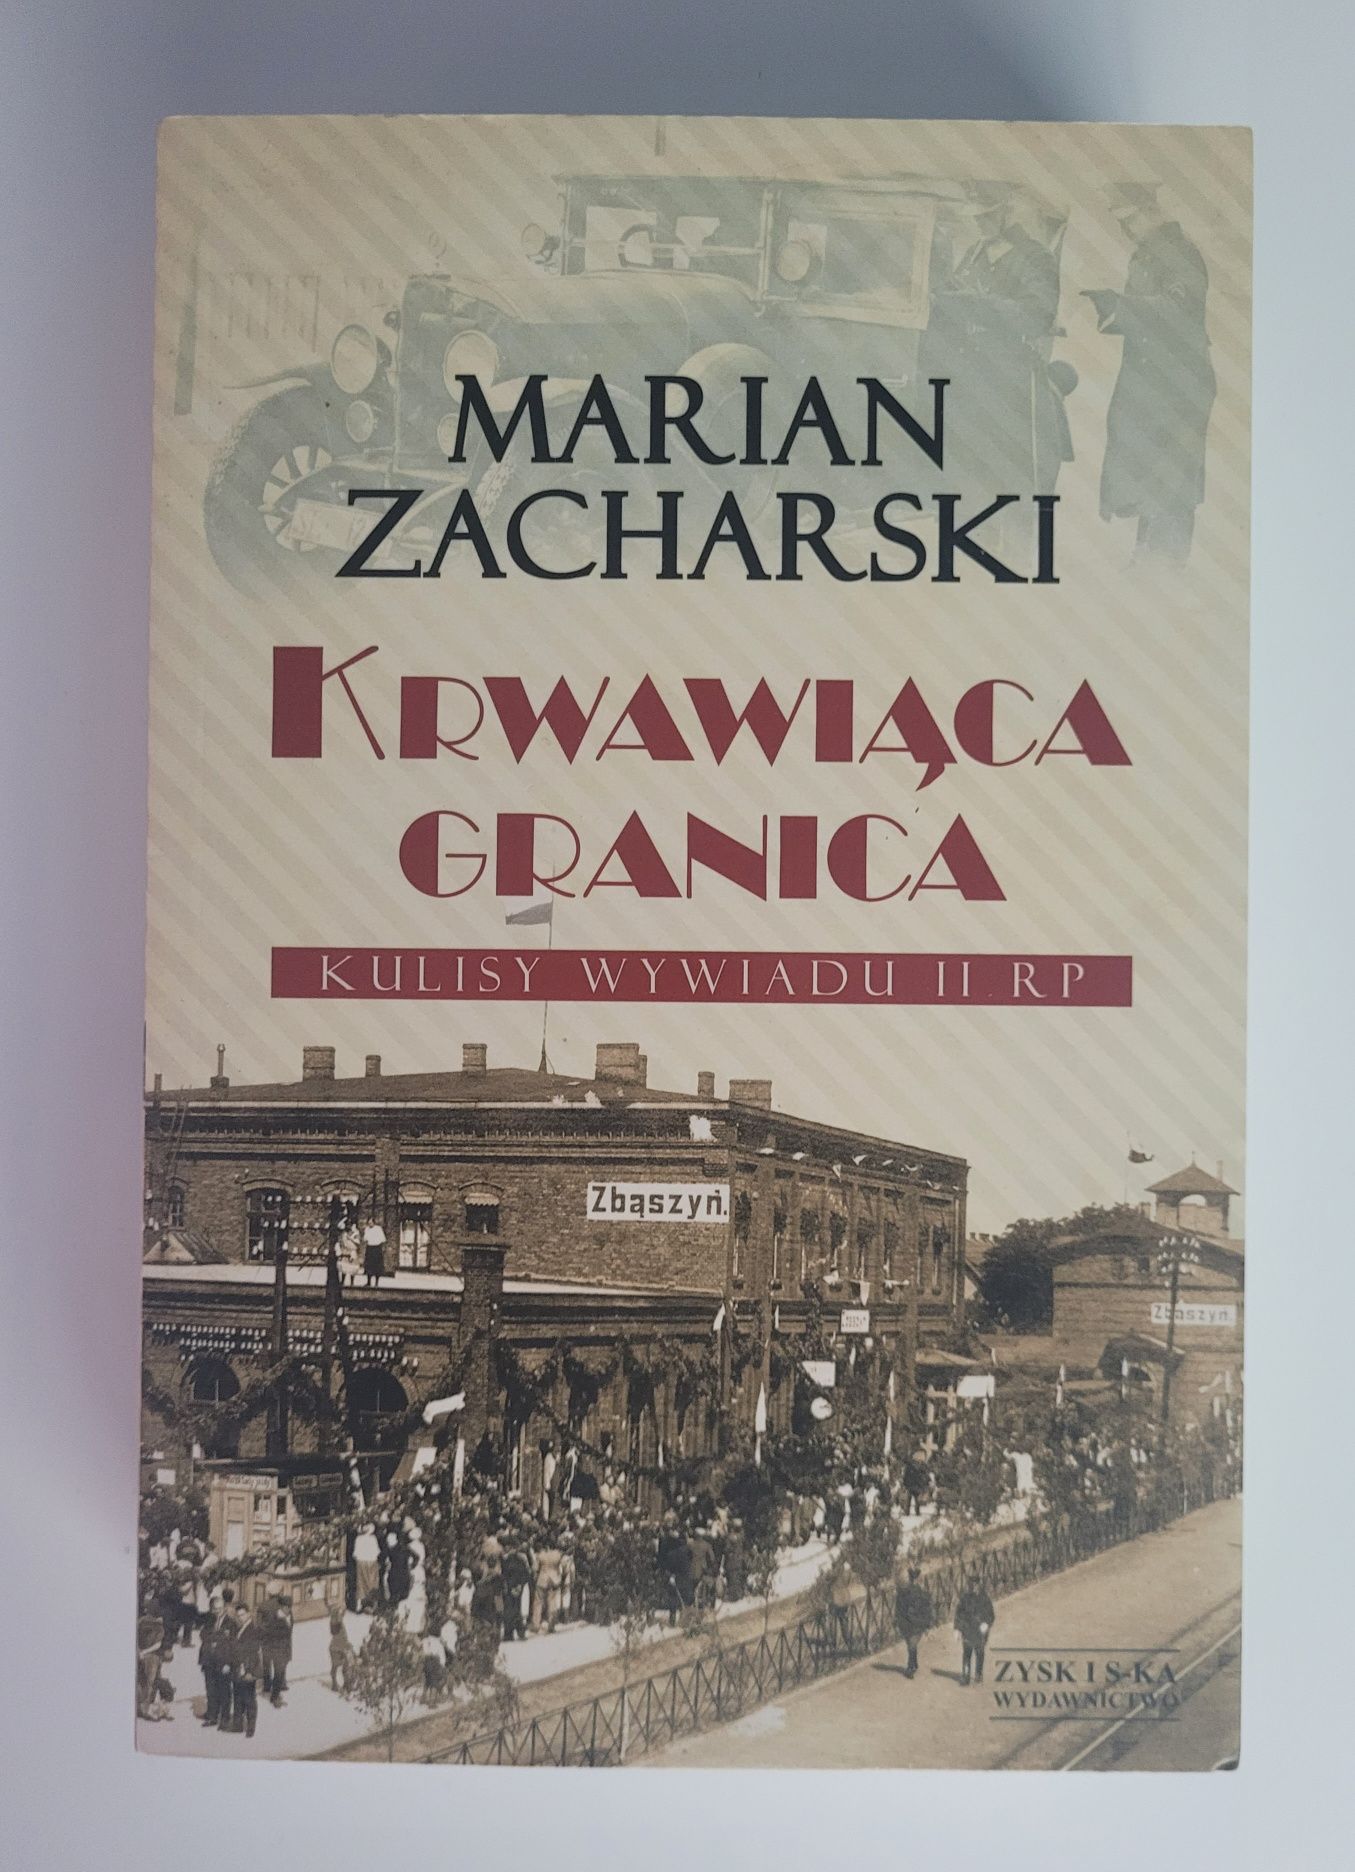 MARIAN
ZACHARSKI
KRWAWIĄCA
GRANICA
KULISY WYWIADU II RP
Zbąszyń.
Zbąszyń.
ZYSK I S-KA
WYDAWNICTWO